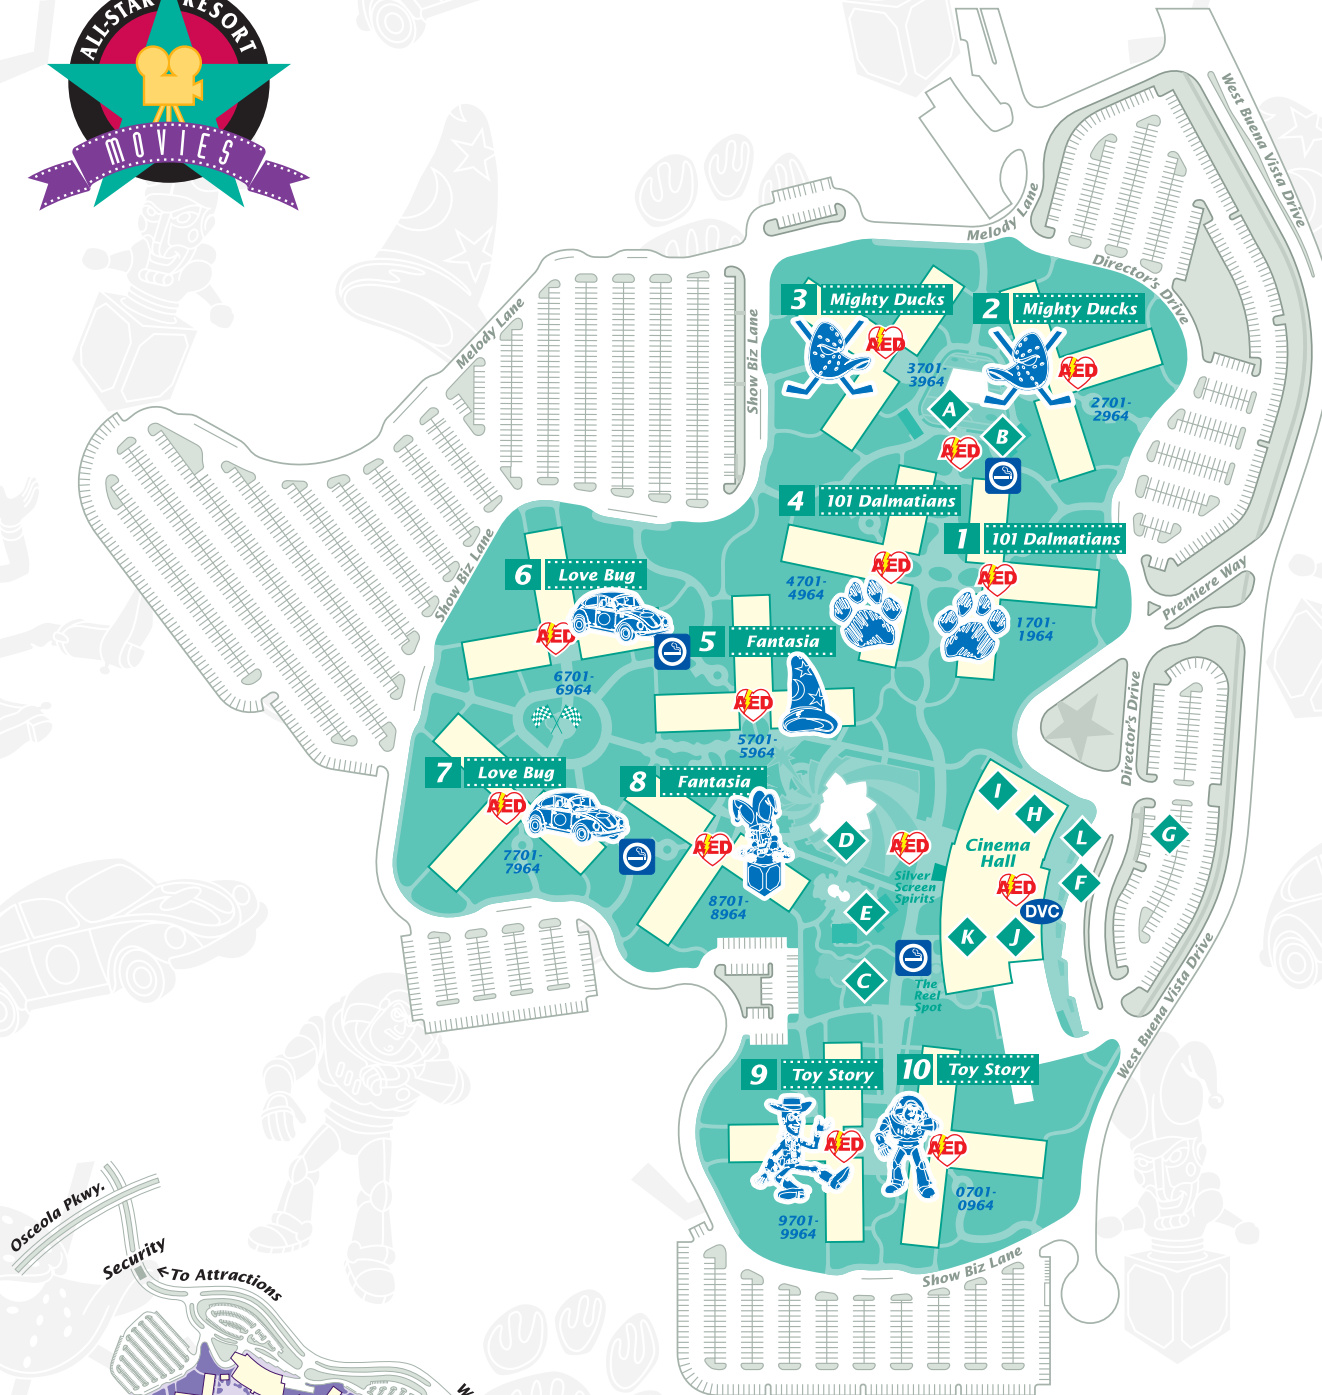 ALL-STAR RESORT
MOVIES
West Buena Vista Drive
Melody Lane
Director's Drive
3 Mighty Ducks
2 Mighty Ducks
AED
AED
3701-
3964
2701-
2964
Melody Lane
Show Biz Lane
A
B
AED
4 101 Dalmatians
1 101 Dalmatians
AED
AED
4701-
4964
1701-
1964
Premiere Way
Show Biz Lane
6 Love Bug
AED
6701-
6964
5 Fantasia
AED
5701-
5964
Director's Drive
7 Love Bug
AED
7701-
7964
8 Fantasia
AED
8701-
8964
I
H
Cinema
Hall
AED
DVC
K
J
L
F
G
D
AED
Silver
Screen
Spirits
E
C
The
Reel
Spot
West Buena Vista Drive
9 Toy Story
10 Toy Story
AED
AED
9701-
9964
0701-
0964
Show Biz Lane
Osceola Pkwy.
Security
To Attractions
W